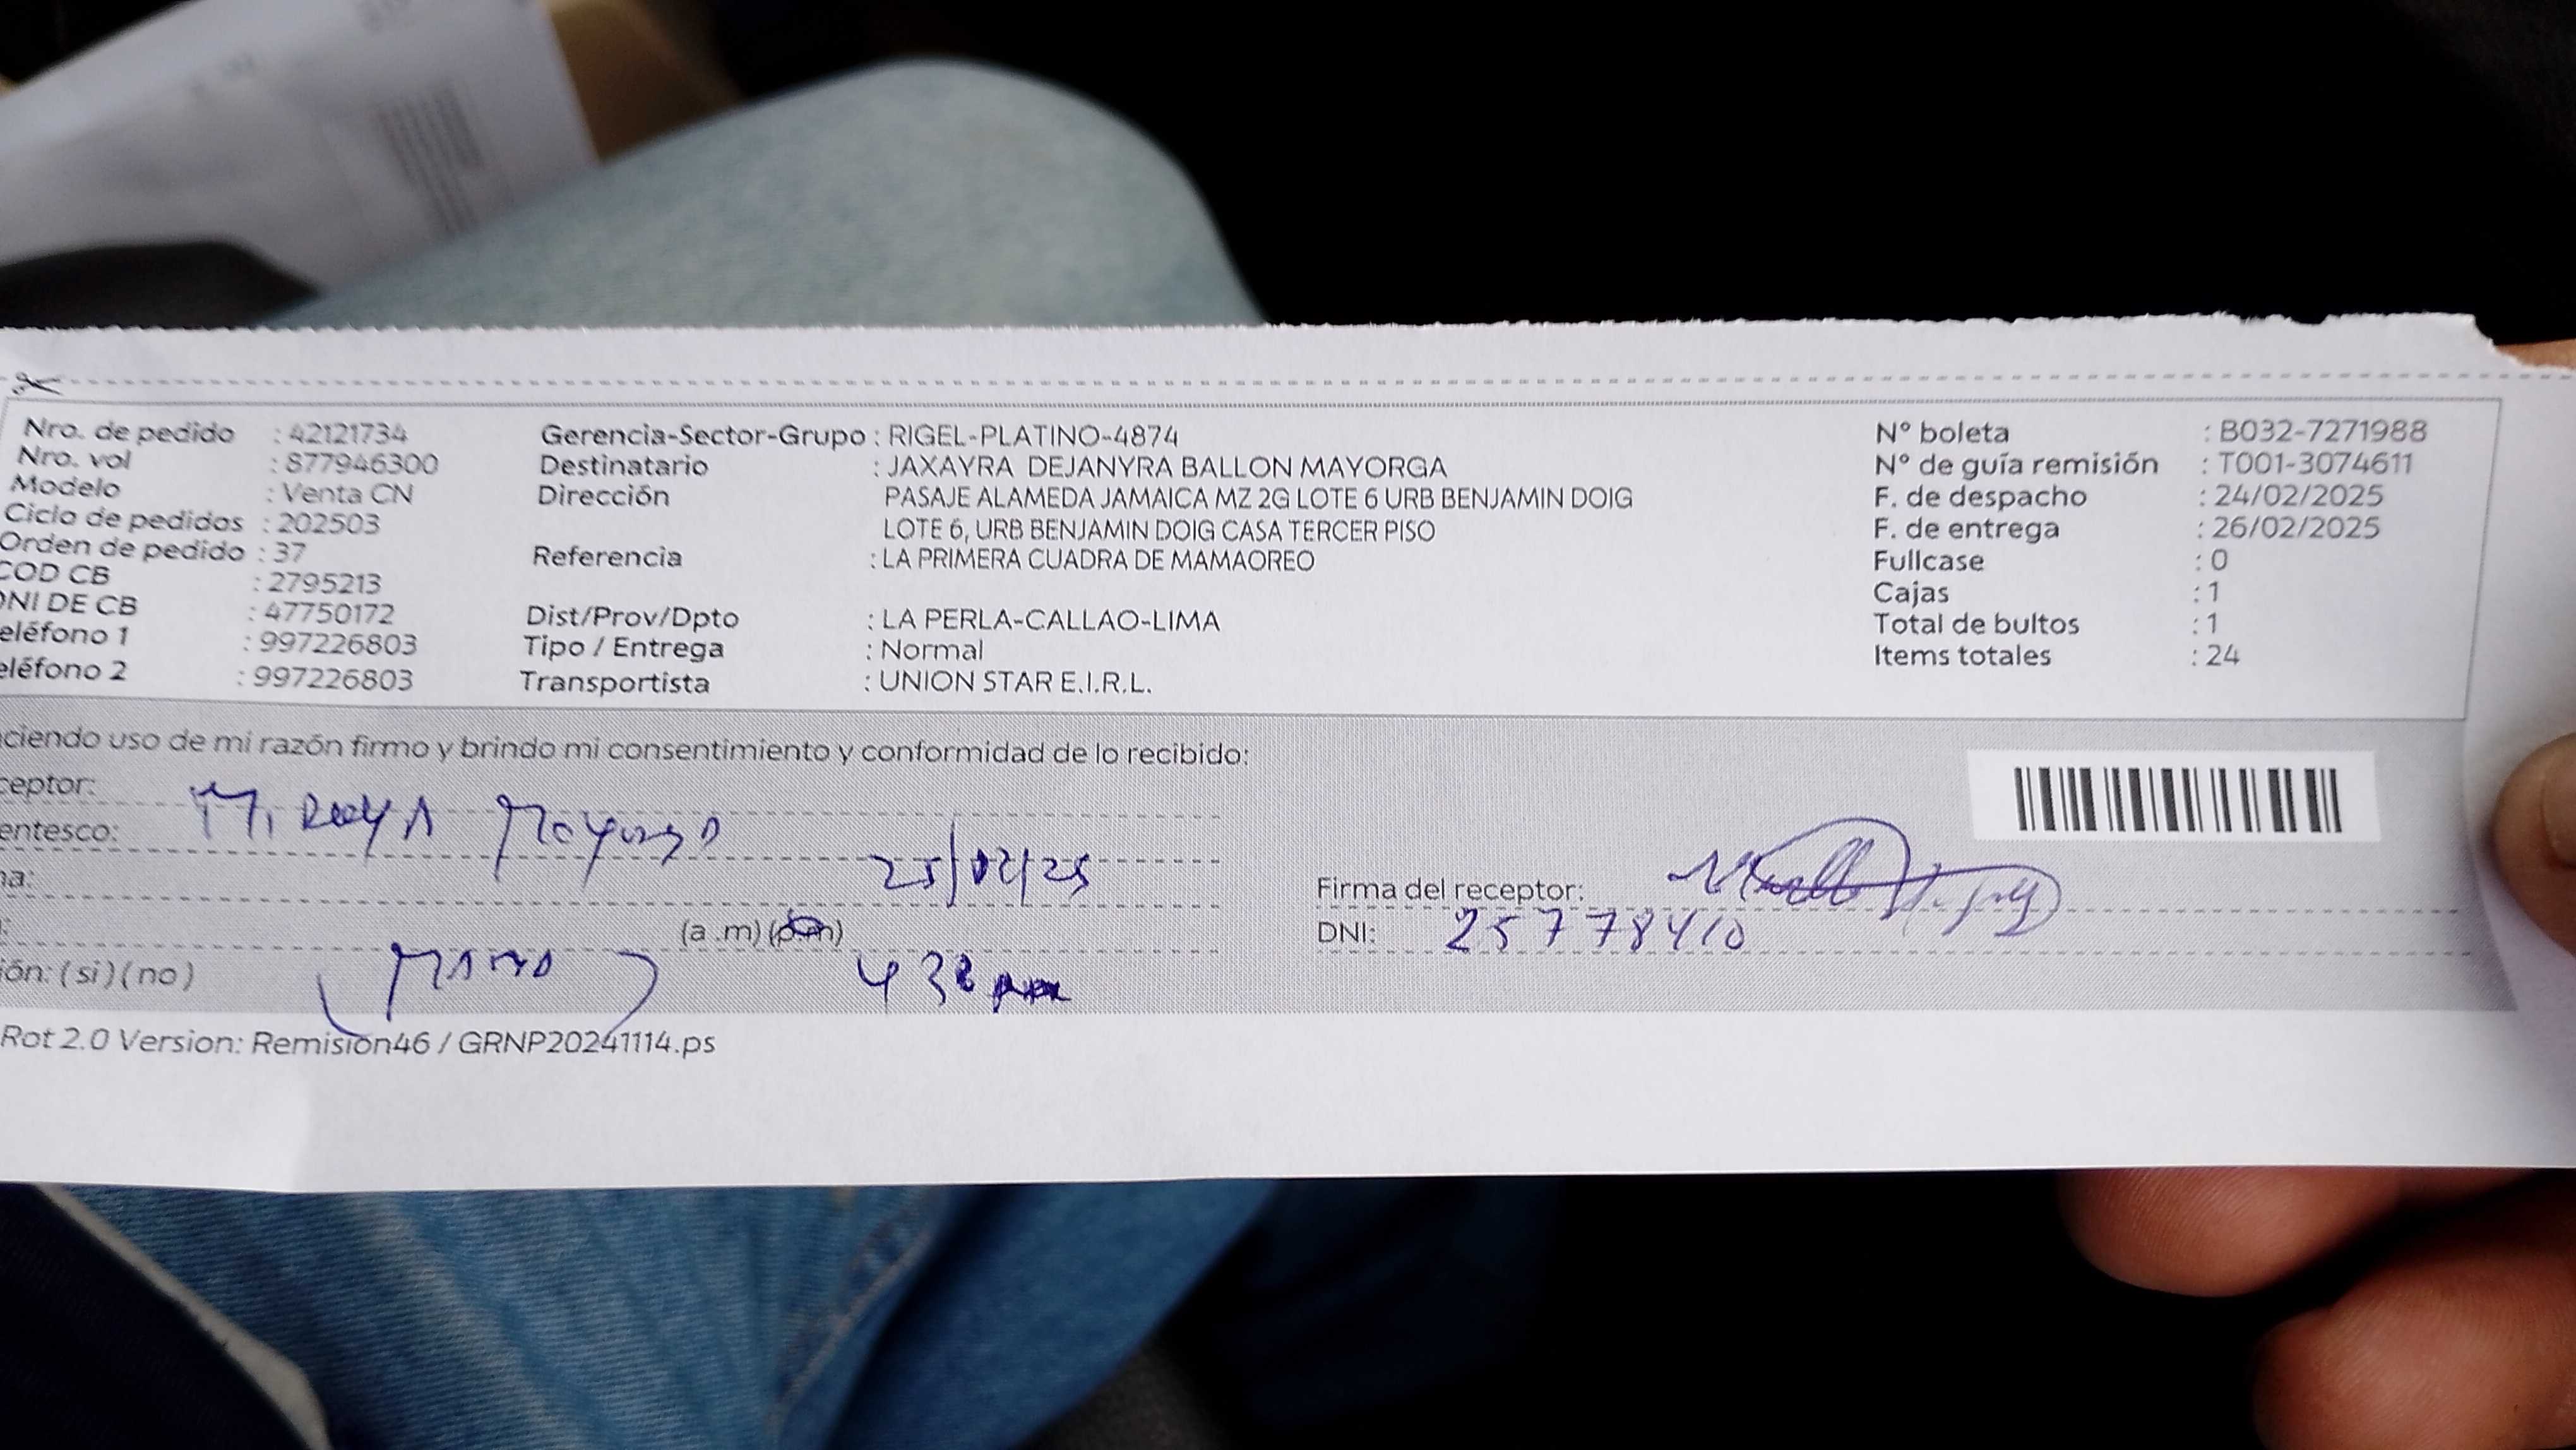 Nro. de pedido : 42121734 Gerencia-Sector-Grupo : RIGEL-PLATINO-4874 N° boleta : B032-7271988
Nro. vol : 877946300 Destinatario : JAXAYRA DEJANYRA BALLON MAYORGA N° de guía remisión : T001-3074611
Modelo : Venta CN Dirección PASAJE ALAMEDA JAMAICA MZ 2G LOTE 6 URB BENJAMIN DOIG F. de despacho : 24/02/2025
Ciclo de pedidos : 202503 LOTE 6, URB BENJAMIN DOIG CASA TERCER PISO F. de entrega : 26/02/2025
Orden de pedido : 37 Referencia : LA PRIMERA CUADRA DE MAMAOREO Fullcase : 0
COD CB : 2795213 Cajas : 1
DNI DE CB : 47750172 Dist/Prov/Dpto : LA PERLA-CALLAO-LIMA Total de bultos : 1
eléfono 1 : 997226803 Tipo / Entrega : Normal Items totales : 24
eléfono 2 : 997226803 Transportista : UNION STAR E.I.R.L.
ciendo uso de mi razón firmo y brindo mi consentimiento y conformidad de lo recibido:
ceptor:
entesco:
na: 25/02/25 Firma del receptor:
: (a .m) (p.m) DNI: 25778410
ión: ( si ) ( no ) 438 pm
Rot 2.0 Version: Remisión46 / GRNP20241114.ps